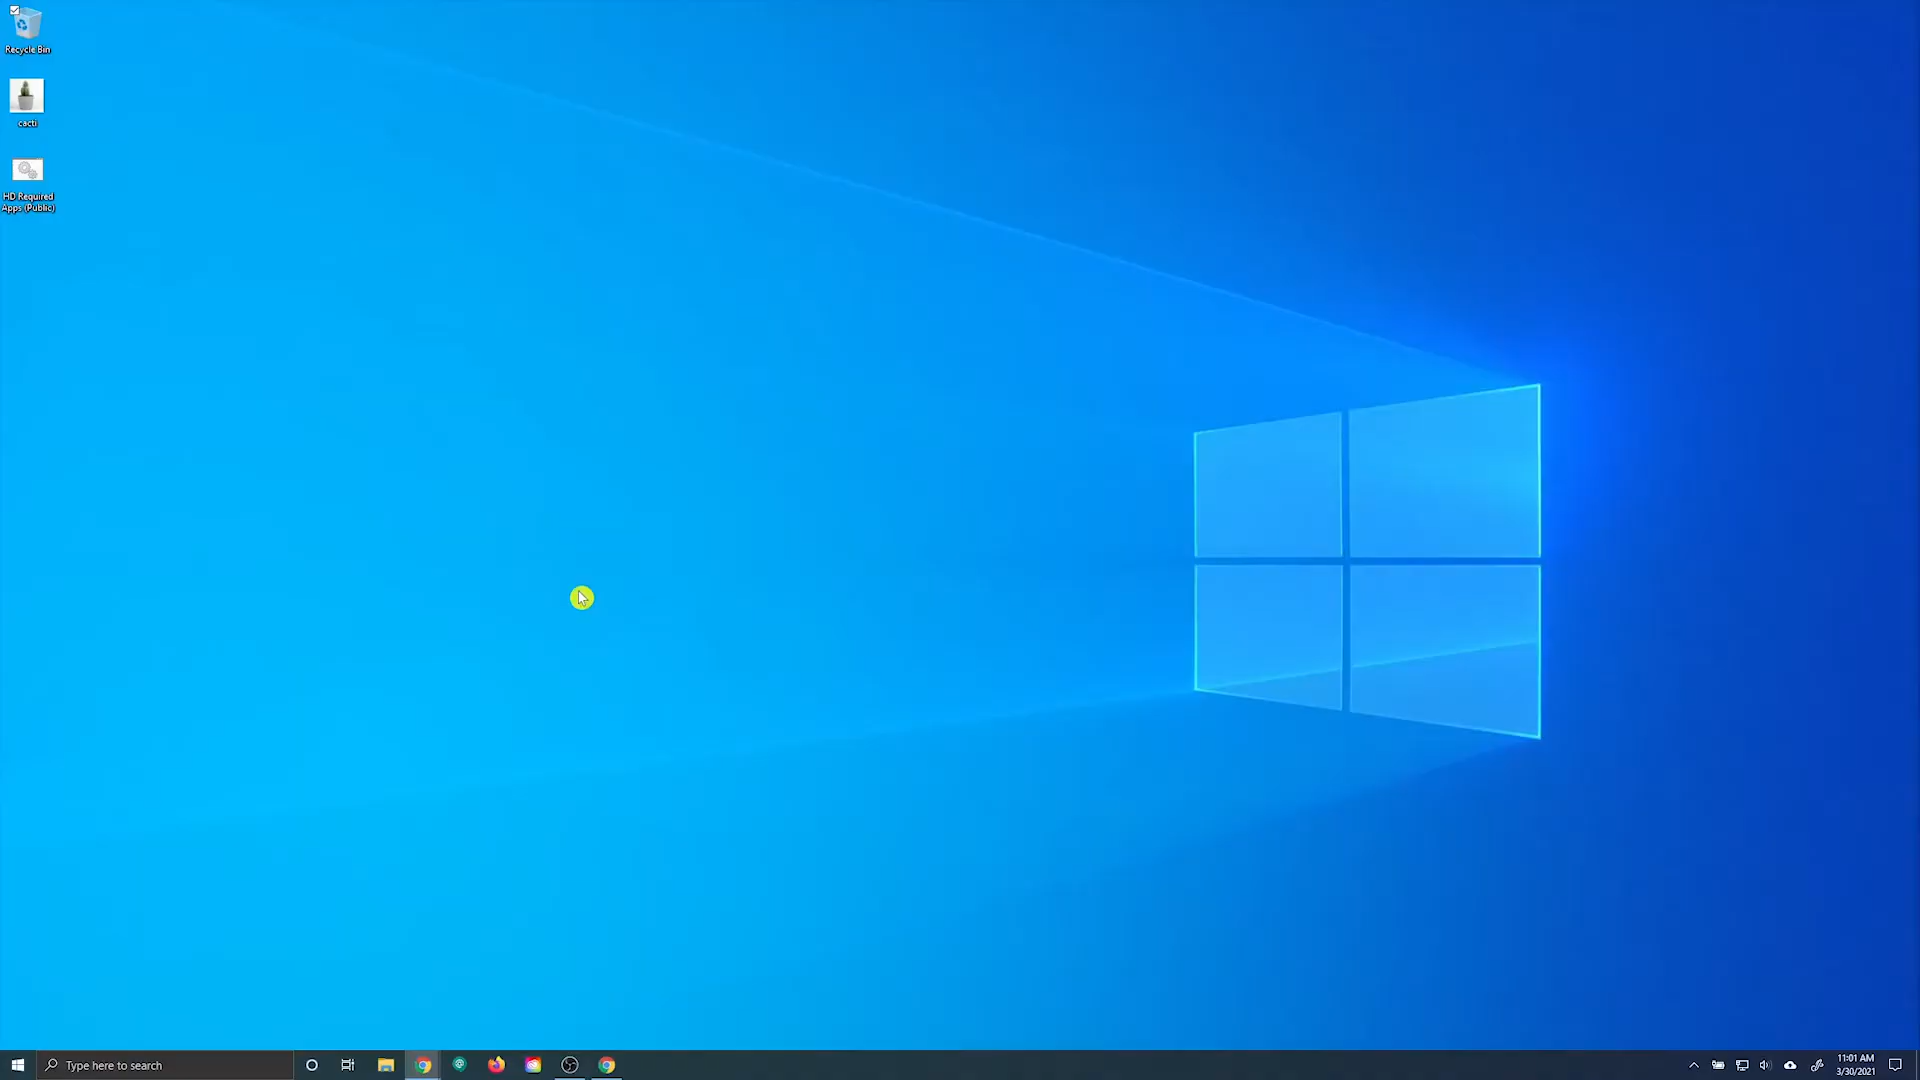 Recycle Bin
cacti
HD Required
Apps (Public)
Type here to search
11:01 AM
3/30/2021